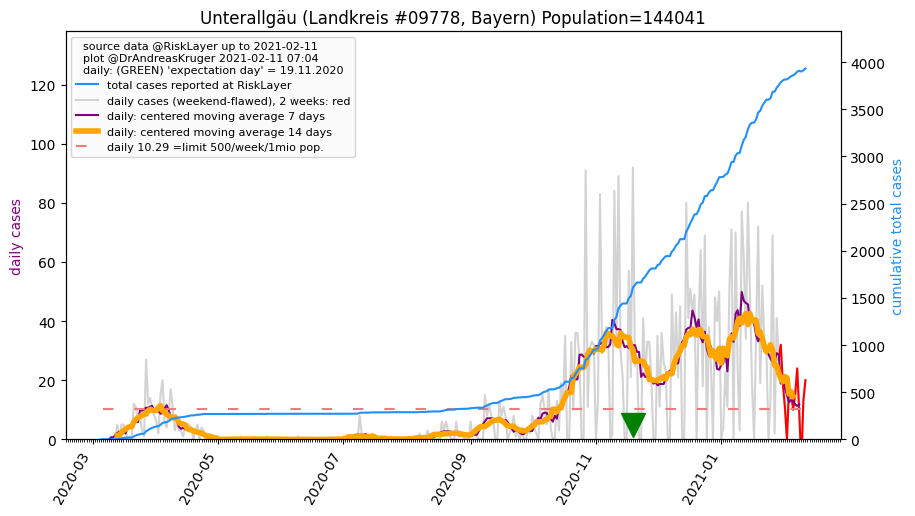 Unterallgäu (Landkreis #09778, Bayern) Population=144041
source data @RiskLayer up to 2021-02-11
plot @DrAndreasKruger 2021-02-11 07:04
daily: (GREEN) 'expectation day' = 19.11.2020
total cases reported at RiskLayer
daily cases (weekend-flawed), 2 weeks: red
daily: centered moving average 7 days
daily: centered moving average 14 days
daily 10.29 =limit 500/week/1mio pop.
daily cases
120
100
80
60
40
20
0
cumulative total cases
4000
3500
3000
2500
2000
1500
1000
500
0
2020-03
2020-05
2020-07
2020-09
2020-11
2021-01